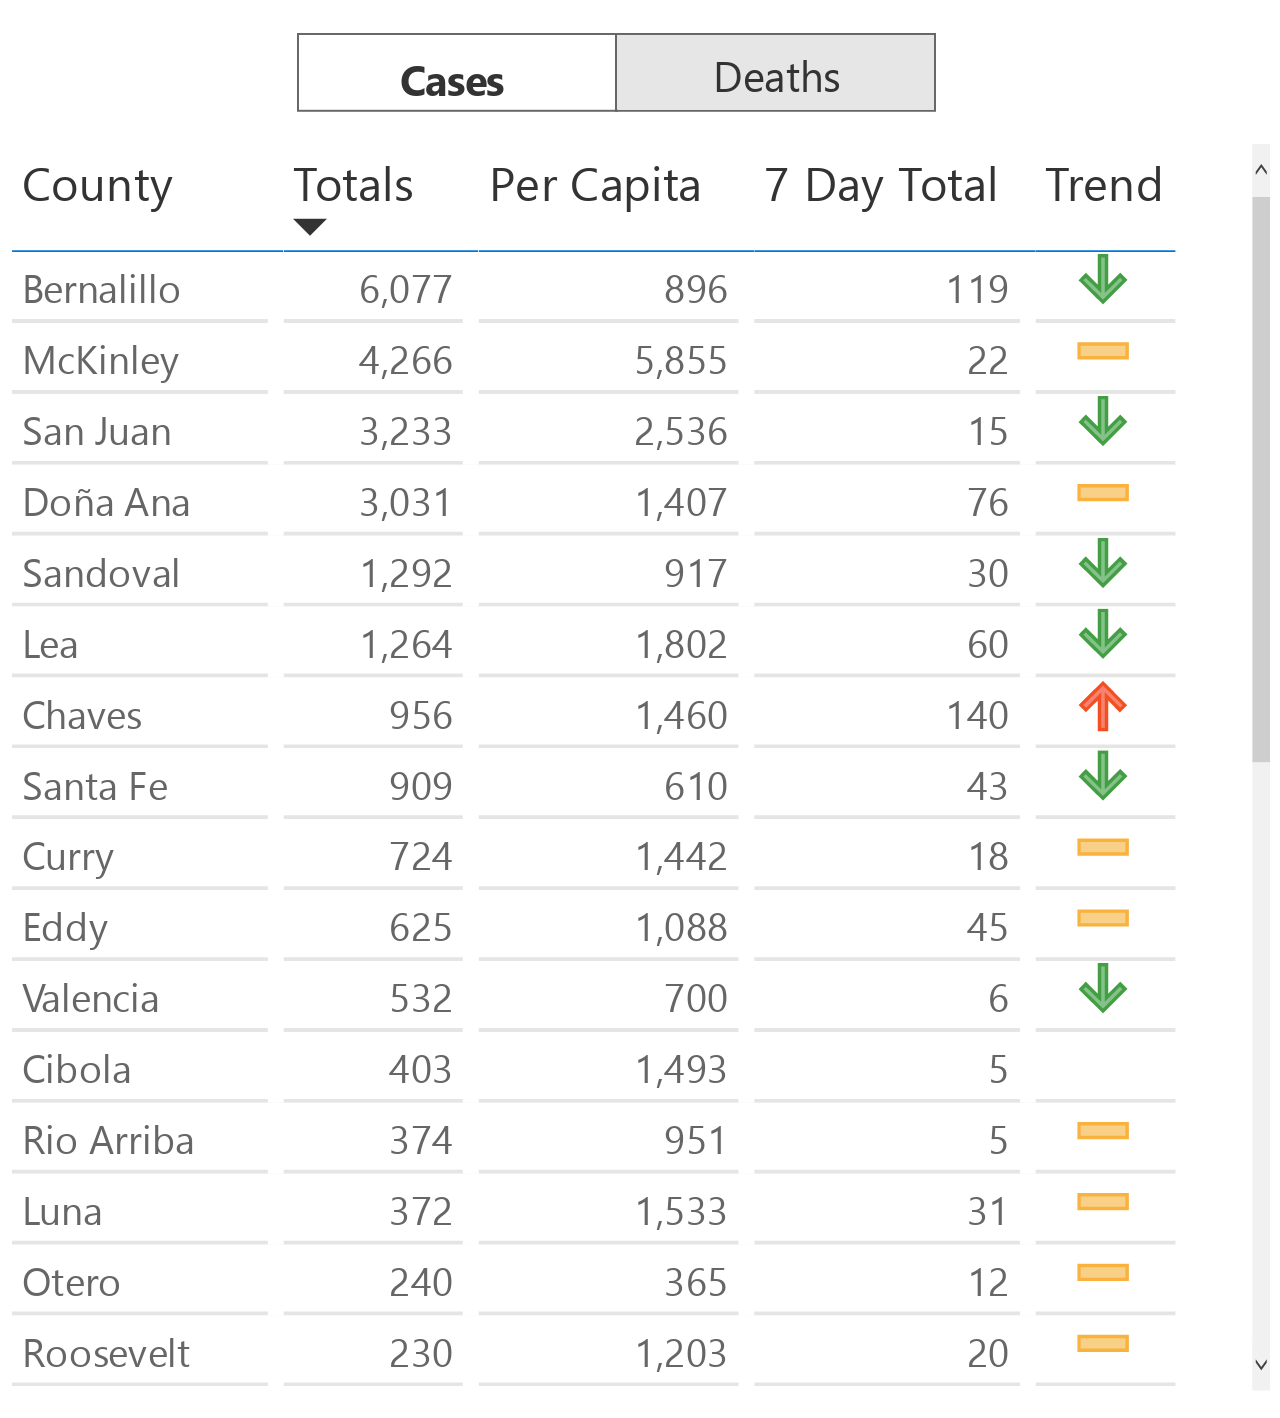 Cases Deaths
County Totals Per Capita 7 Day Total Trend
Bernalillo 6,077 896 119
McKinley 4,266 5,855 22
San Juan 3,233 2,536 15
Doña Ana 3,031 1,407 76
Sandoval 1,292 917 30
Lea 1,264 1,802 60
Chaves 956 1,460 140
Santa Fe 909 610 43
Curry 724 1,442 18
Eddy 625 1,088 45
Valencia 532 700 6
Cibola 403 1,493 5
Rio Arriba 374 951 5
Luna 372 1,533 31
Otero 240 365 12
Roosevelt 230 1,203 20